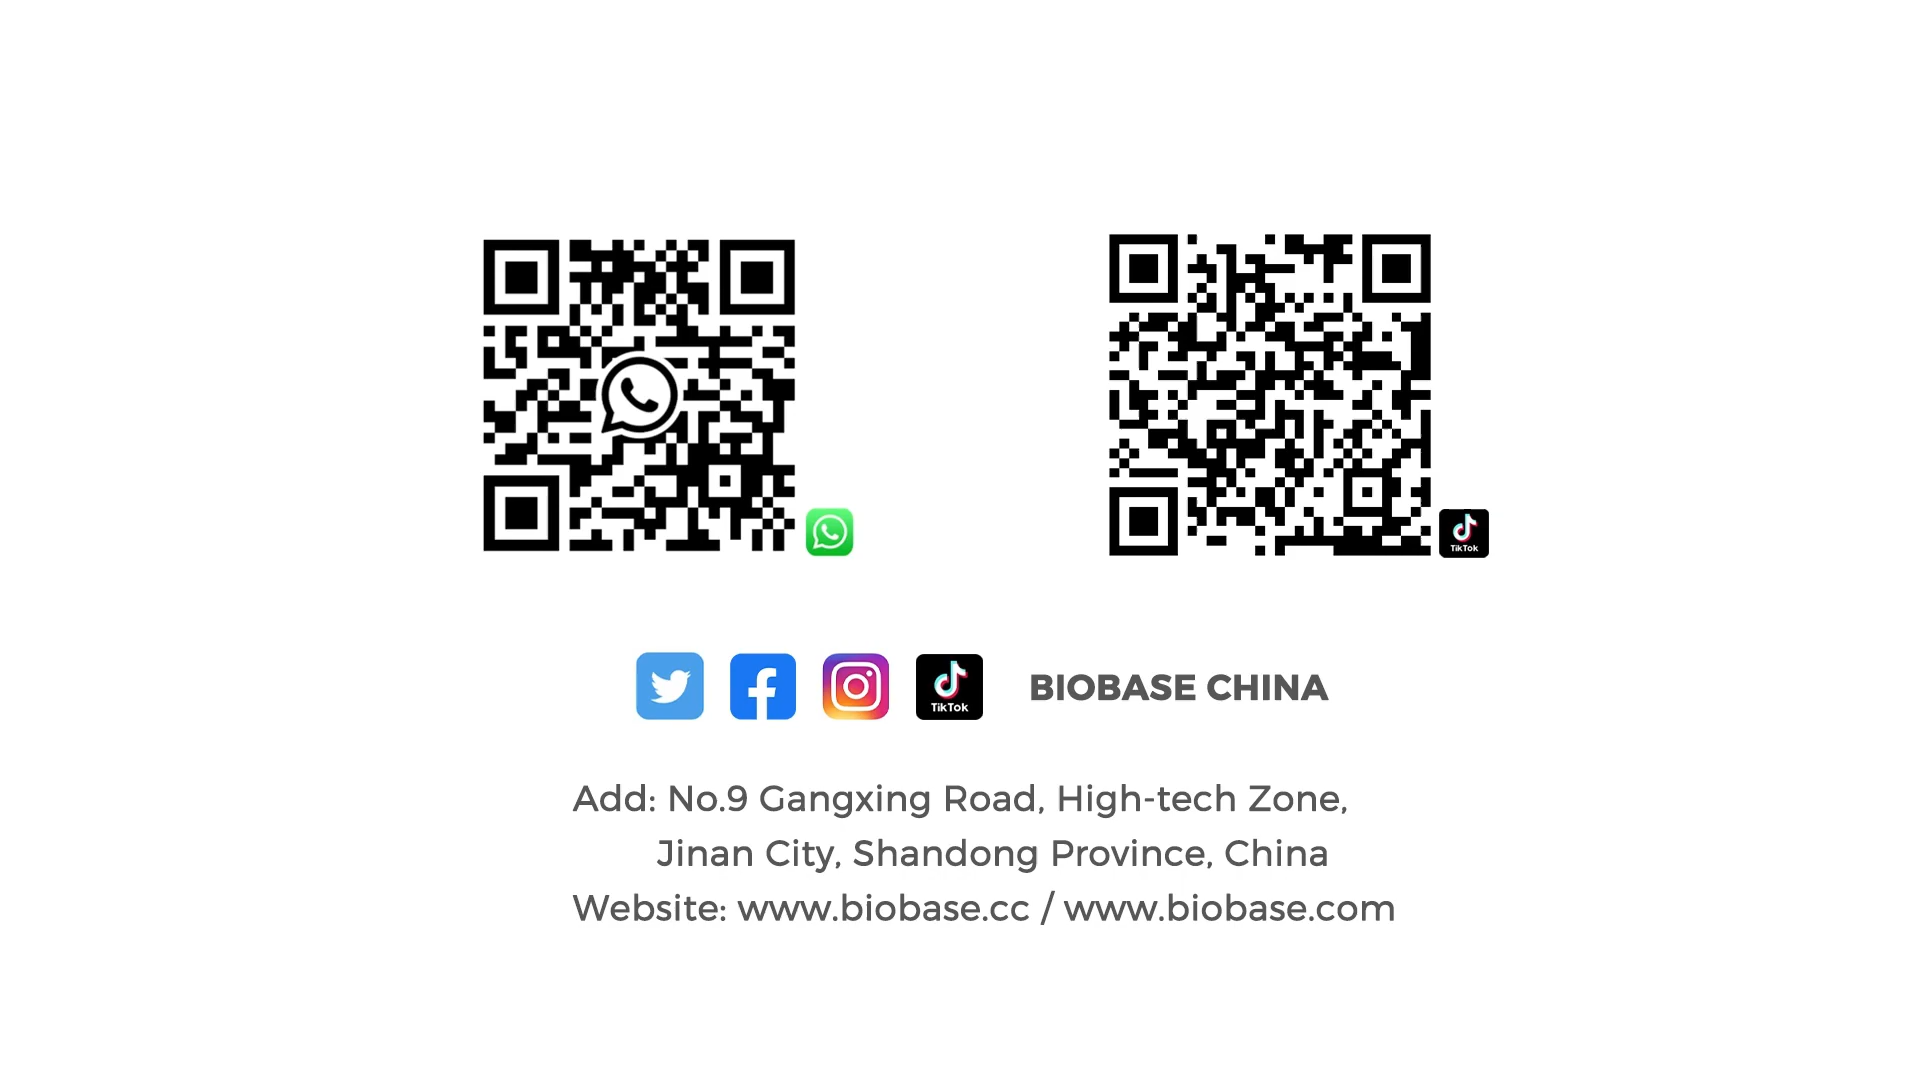 TikTok
TikTok
BIOBASE CHINA
Add: No.9 Gangxing Road, High-tech Zone,
Jinan City, Shandong Province, China
Website: www.biobase.cc / www.biobase.com